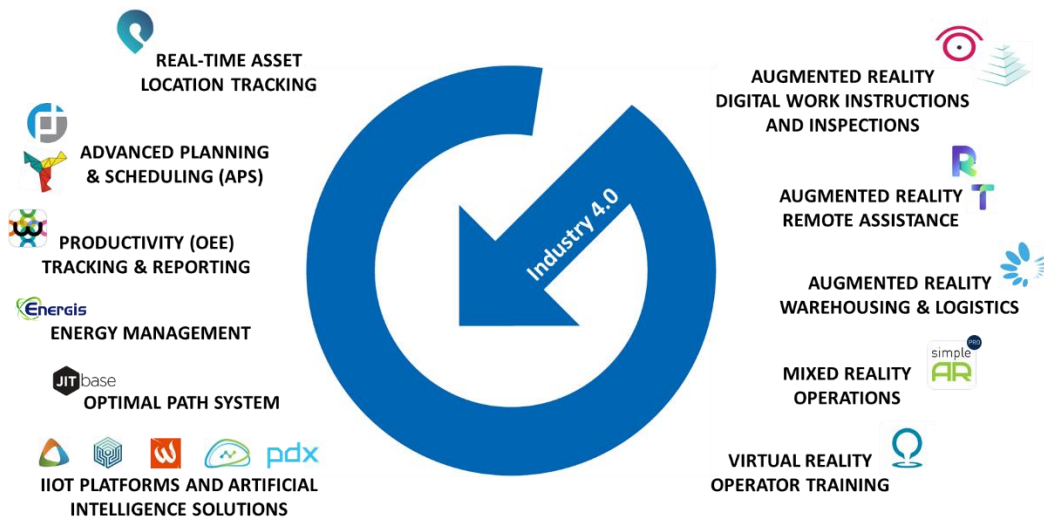 REAL-TIME ASSET
LOCATION TRACKING
ADVANCED PLANNING
& SCHEDULING (APS)
PRODUCTIVITY (OEE)
TRACKING & REPORTING
Energis
ENERGY MANAGEMENT
JIT base
OPTIMAL PATH SYSTEM
pdx
IIOT PLATFORMS AND ARTIFICIAL
INTELLIGENCE SOLUTIONS
Industry 4.0
AUGMENTED REALITY
DIGITAL WORK INSTRUCTIONS
AND INSPECTIONS
R
T
AUGMENTED REALITY
REMOTE ASSISTANCE
AUGMENTED REALITY
WAREHOUSING & LOGISTICS
PRO
simple
AR
MIXED REALITY
OPERATIONS
VIRTUAL REALITY
OPERATOR TRAINING